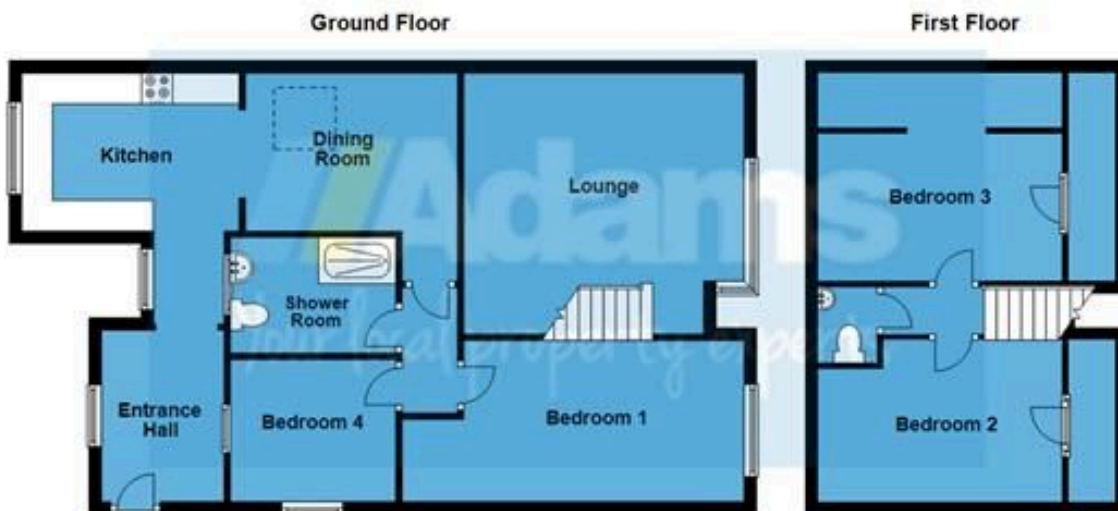 Ground Floor
First Floor
Kitchen
Dining
Room
Lounge
Bedroom 3
Shower
Room
Entrance
Hall
Bedroom 4
Bedroom 1
Bedroom 2
//Adams
your local property experts